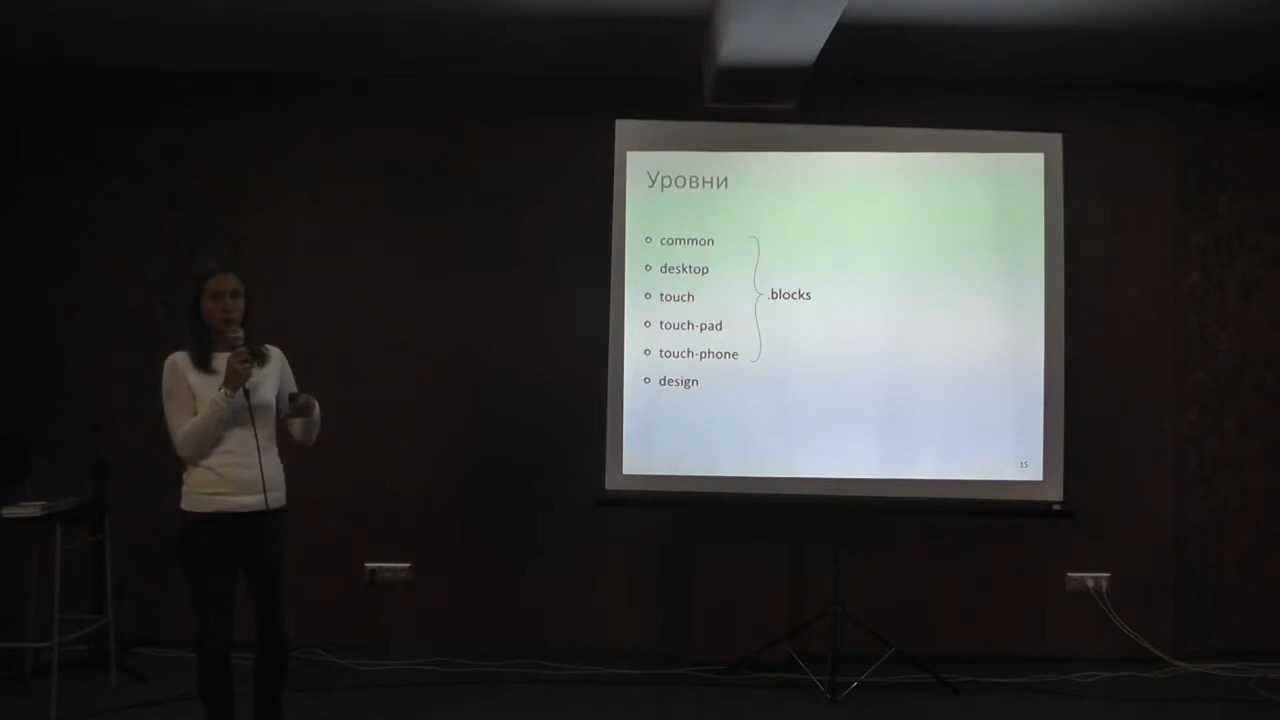 Уровни
common
desktop
touch
.blocks
touch-pad
touch-phone
design
15